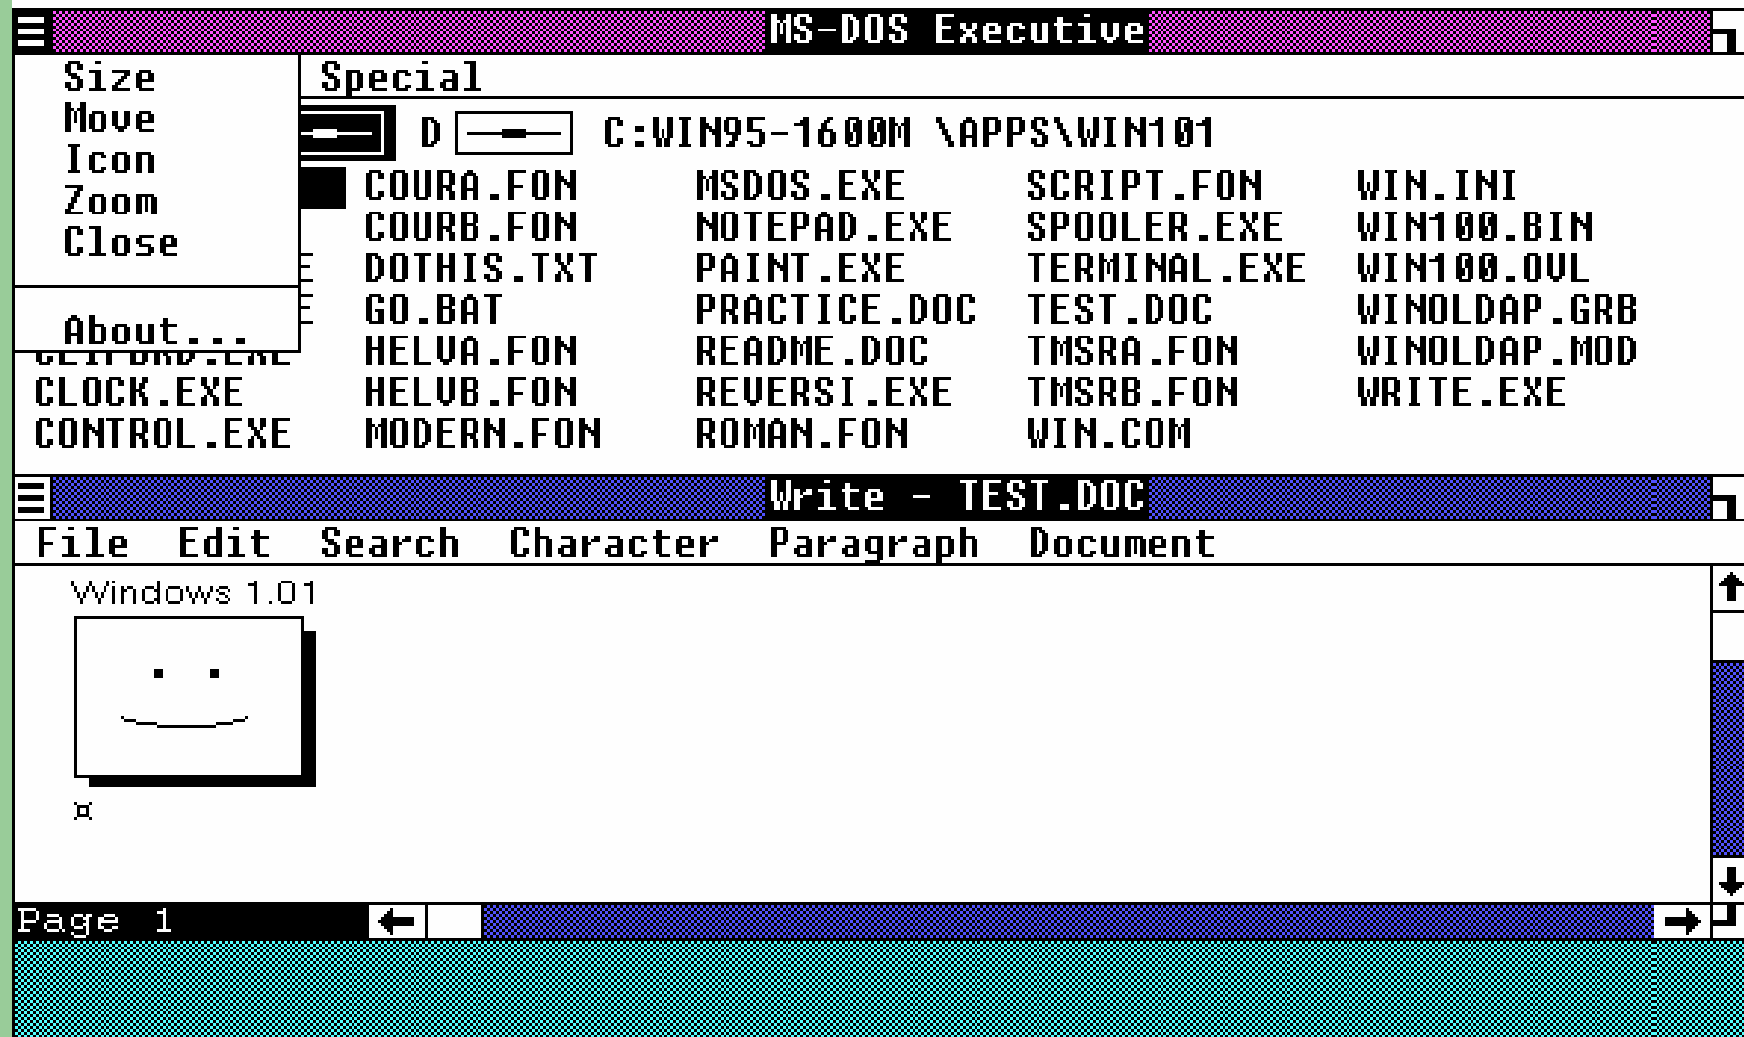 MS-DOS Executive
Size
Special
Move
D C:WIN95-1600M \APPS\WIN101
Icon
COURA.FON MSDOS.EXE SCRIPT.FON WIN.INI
Zoom
COURB.FON NOTEPAD.EXE SPOOLER.EXE WIN100.BIN
Close
DOTHIS.TXT PAINT.EXE TERMINAL.EXE WIN100.OVL
GO.BAT PRACTICE.DOC TEST.DOC WINOLDAP.GRB
About...
HELVA.FON README.DOC TMSRA.FON WINOLDAP.MOD
CLOCK.EXE HELVB.FON REVERSI.EXE TMSRB.FON WRITE.EXE
CONTROL.EXE MODERN.FON ROMAN.FON WIN.COM
Write - TEST.DOC
File Edit Search Character Paragraph Document
Windows 1.01
¤
Page 1